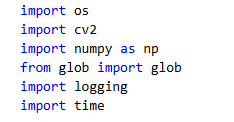 import os
import cv2
import numpy as np
from glob import glob
import logging
import time